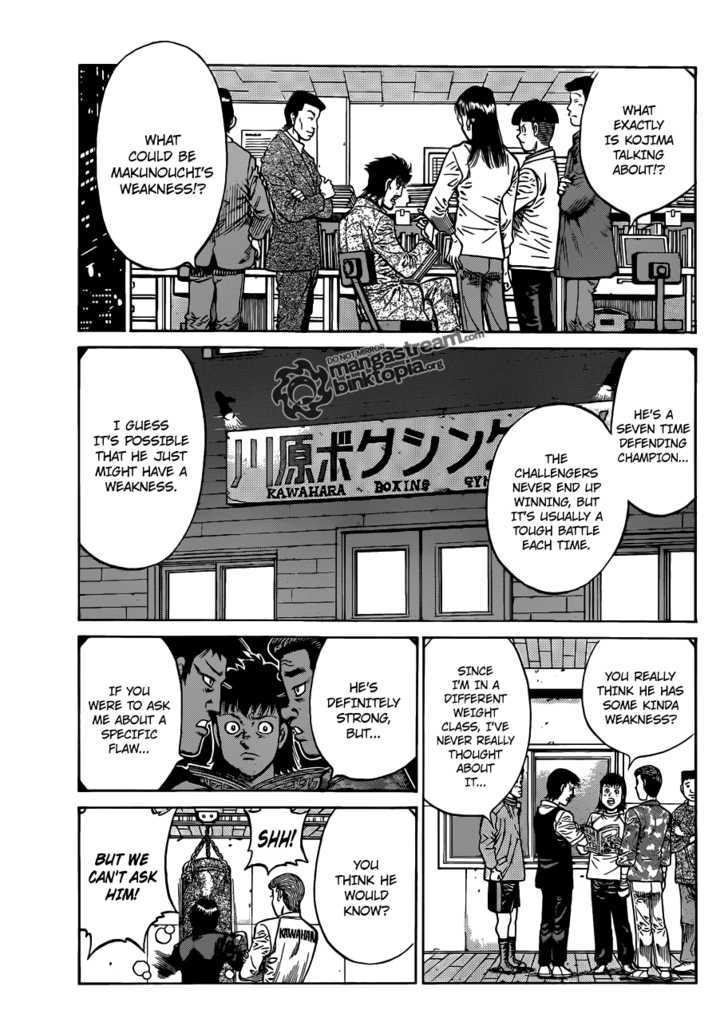 WHAT
EXACTLY
IS KOJIMA
TALKING
ABOUT!?
WHAT
COULD BE
MAKUNOUCHI'S
WEAKNESS!?
DO NOT MIRROR
mangastream.com
binktopia.org
HE'S
A SEVEN TIME
DEFENDING
CHAMPION...
THE
CHALLENGERS
NEVER END UP
WINNING, BUT
IT'S USUALLY A
TOUGH BATTLE
EACH TIME.
I GUESS
IT'S POSSIBLE
THAT HE JUST
MIGHT HAVE A
WEAKNESS.
川原ボクシング
KAWAHARA BOXING GYM
YOU REALLY
THINK HE HAS
SOME KINDA
WEAKNESS?
SINCE
I'M IN A
DIFFERENT
WEIGHT
CLASS, I'VE
NEVER REALLY
THOUGHT
ABOUT
IT...
HE'S
DEFINITELY
STRONG,
BUT...
IF YOU
WERE TO ASK
ME ABOUT A
SPECIFIC
FLAW...
YOU
THINK HE
WOULD
KNOW?
SHH!
BUT WE
CAN'T ASK
HIM!
KAWAHAR